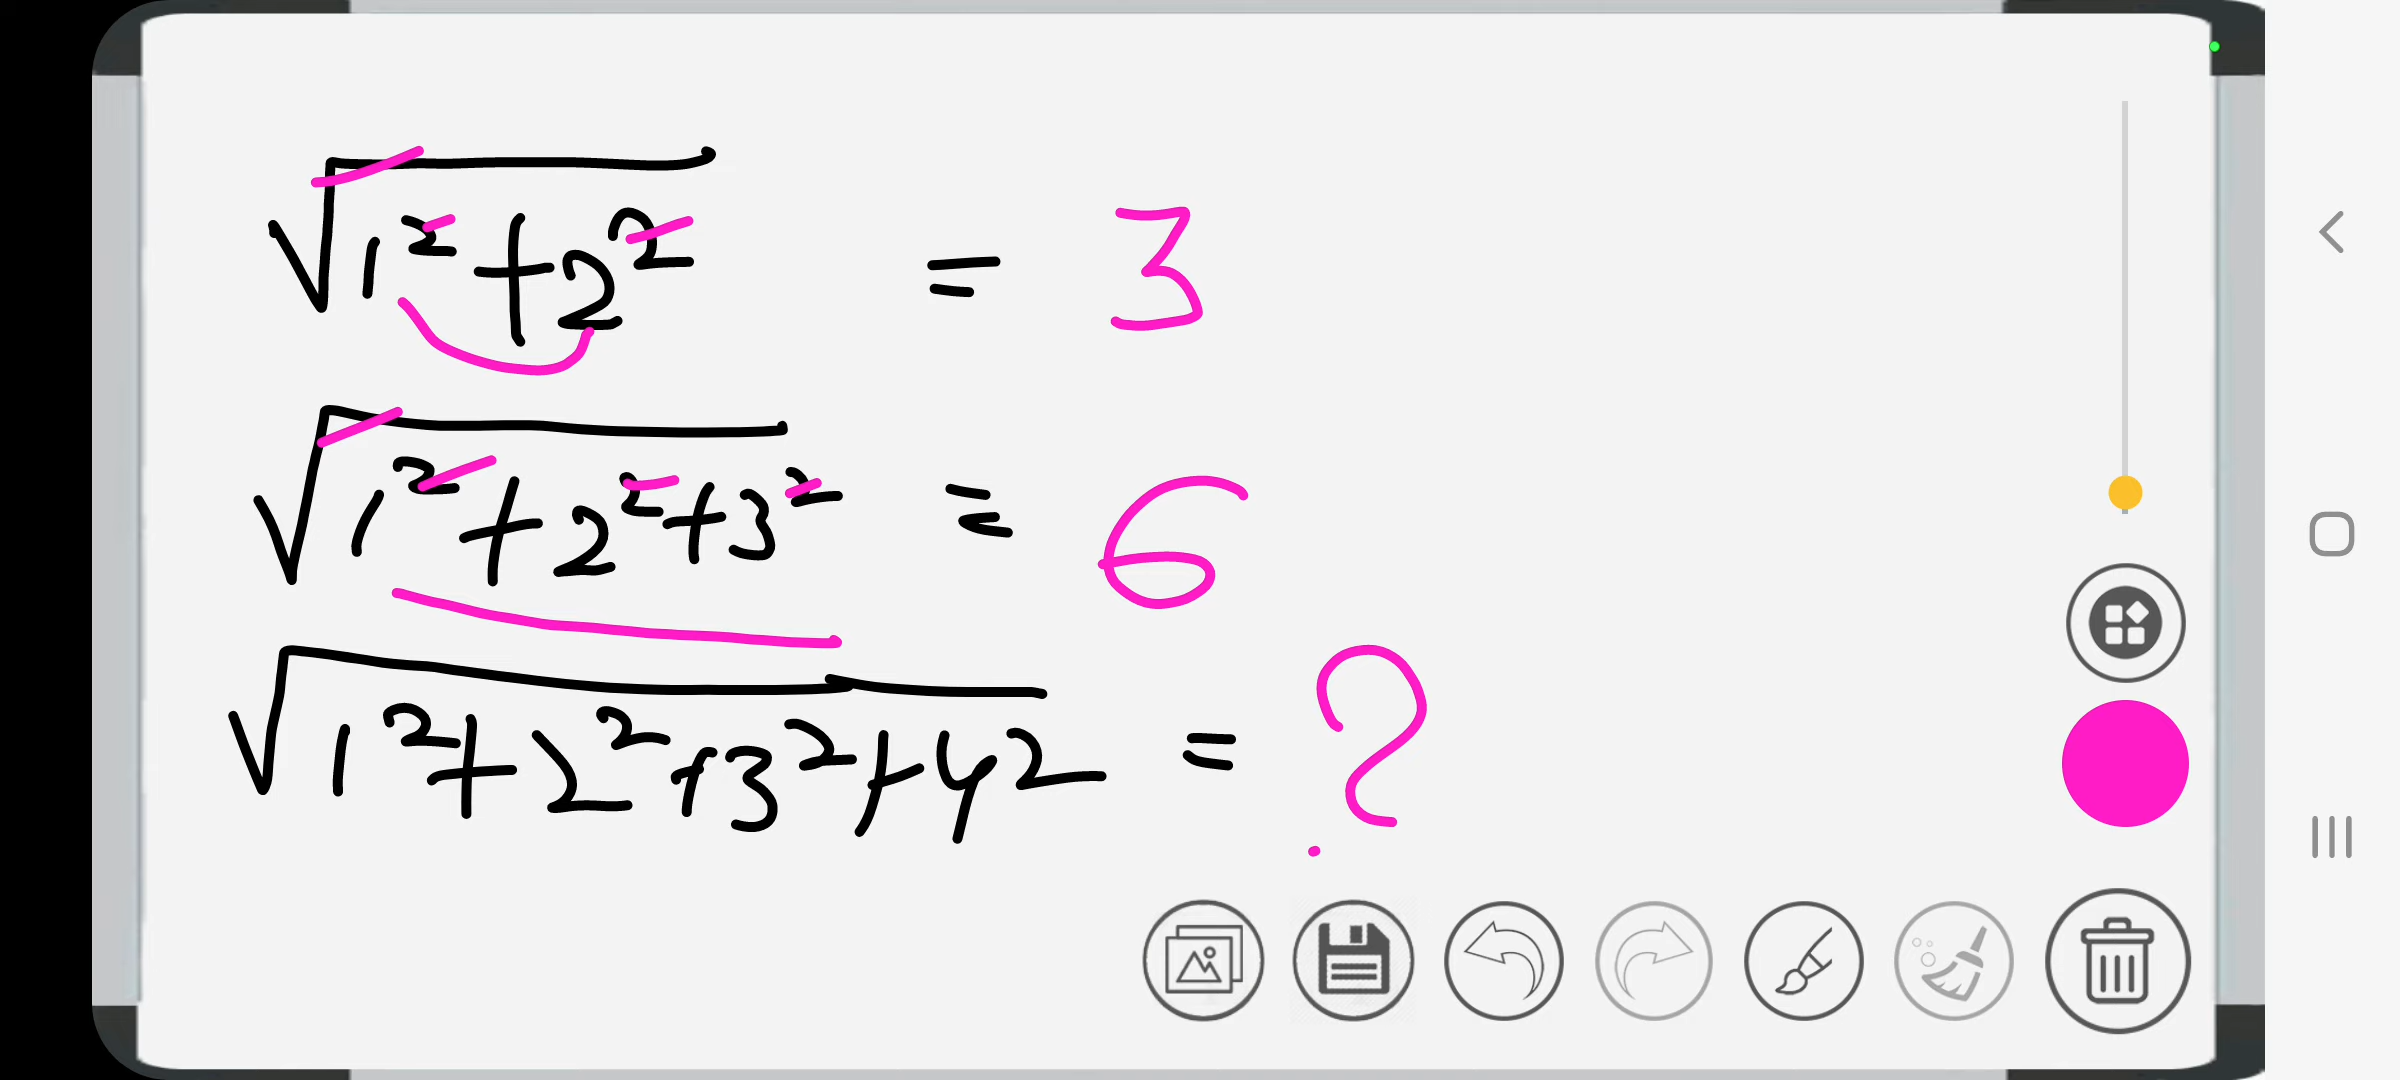 √1²+2² = 3
√1²+2²+3² = 6
√1²+2²+3²+4² = ?